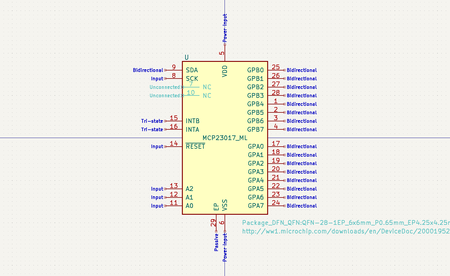 Power Input
5
U
VDD
Bidirectional 9 SDA GPB0 25 Bidirectional
Input 8 SCK GPB1 26 Bidirectional
Unconnected 7 NC GPB2 27 Bidirectional
Unconnected 10 NC GPB3 28 Bidirectional
GPB4 1 Bidirectional
GPB5 2 Bidirectional
Tri-state 15 INTB GPB6 3 Bidirectional
Tri-state 16 INTA GPB7 4 Bidirectional
MCP23017_ML
Input 14 RESET GPA0 17 Bidirectional
GPA1 18 Bidirectional
GPA2 19 Bidirectional
GPA3 20 Bidirectional
GPA4 21 Bidirectional
Input 13 A2 GPA5 22 Bidirectional
Input 12 A1 GPA6 23 Bidirectional
Input 11 A0 GPA7 24 Bidirectional
EP VSS
29 6
Passive Power Input
Package_DFN_QFN:QFN-28-1EP_6x6mm_P0.65mm_EP4.25x4.25
http://ww1.microchip.com/downloads/en/DeviceDoc/20001952